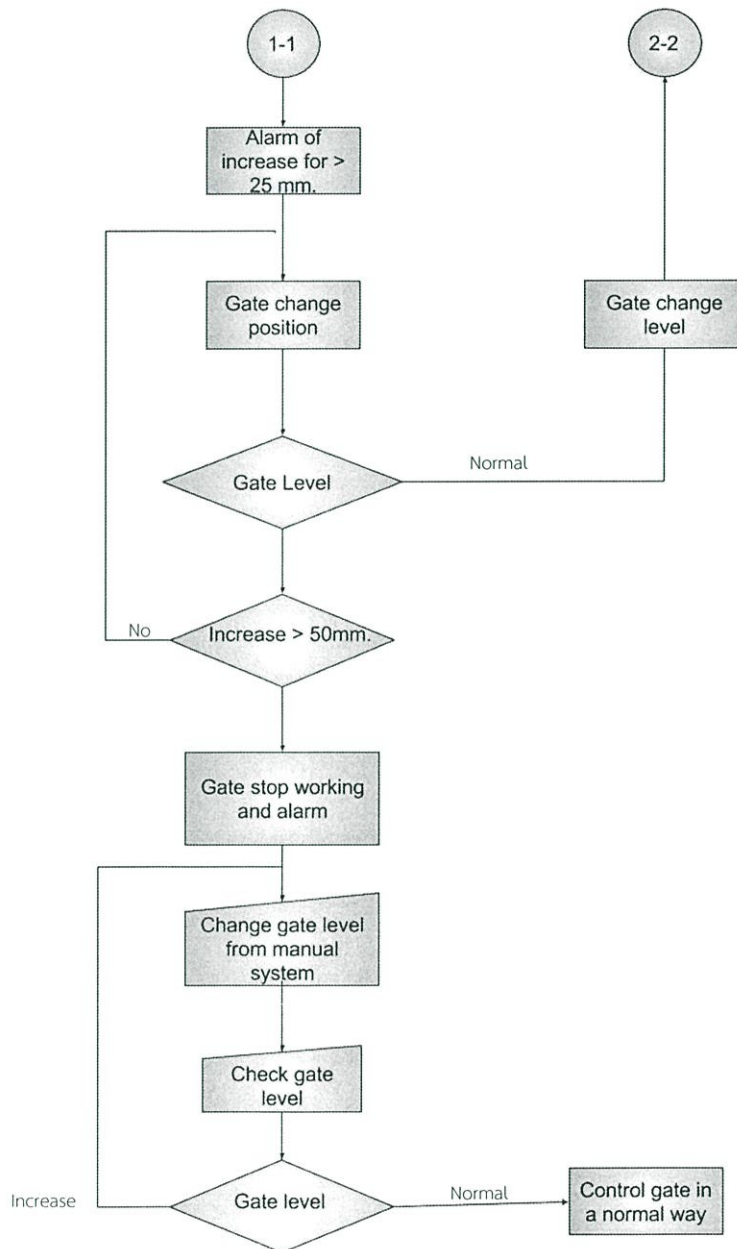 1-1
2-2
Alarm of
increase for >
25 mm.
Gate change
position
Gate change
level
Gate Level
Normal
No
Increase > 50mm.
Gate stop working
and alarm
Change gate level
from manual
system
Check gate
level
Increase
Gate level
Normal
Control gate in
a normal way